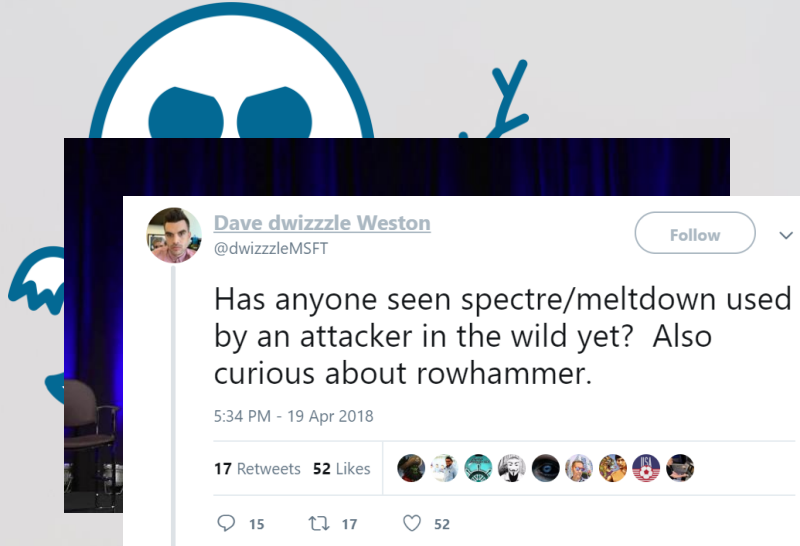 Dave dwizzzle Weston
@dwizzzleMSFT
Follow
Has anyone seen spectre/meltdown used
by an attacker in the wild yet?  Also
curious about rowhammer.
5:34 PM - 19 Apr 2018
17 Retweets 52 Likes
USA
15 17 52